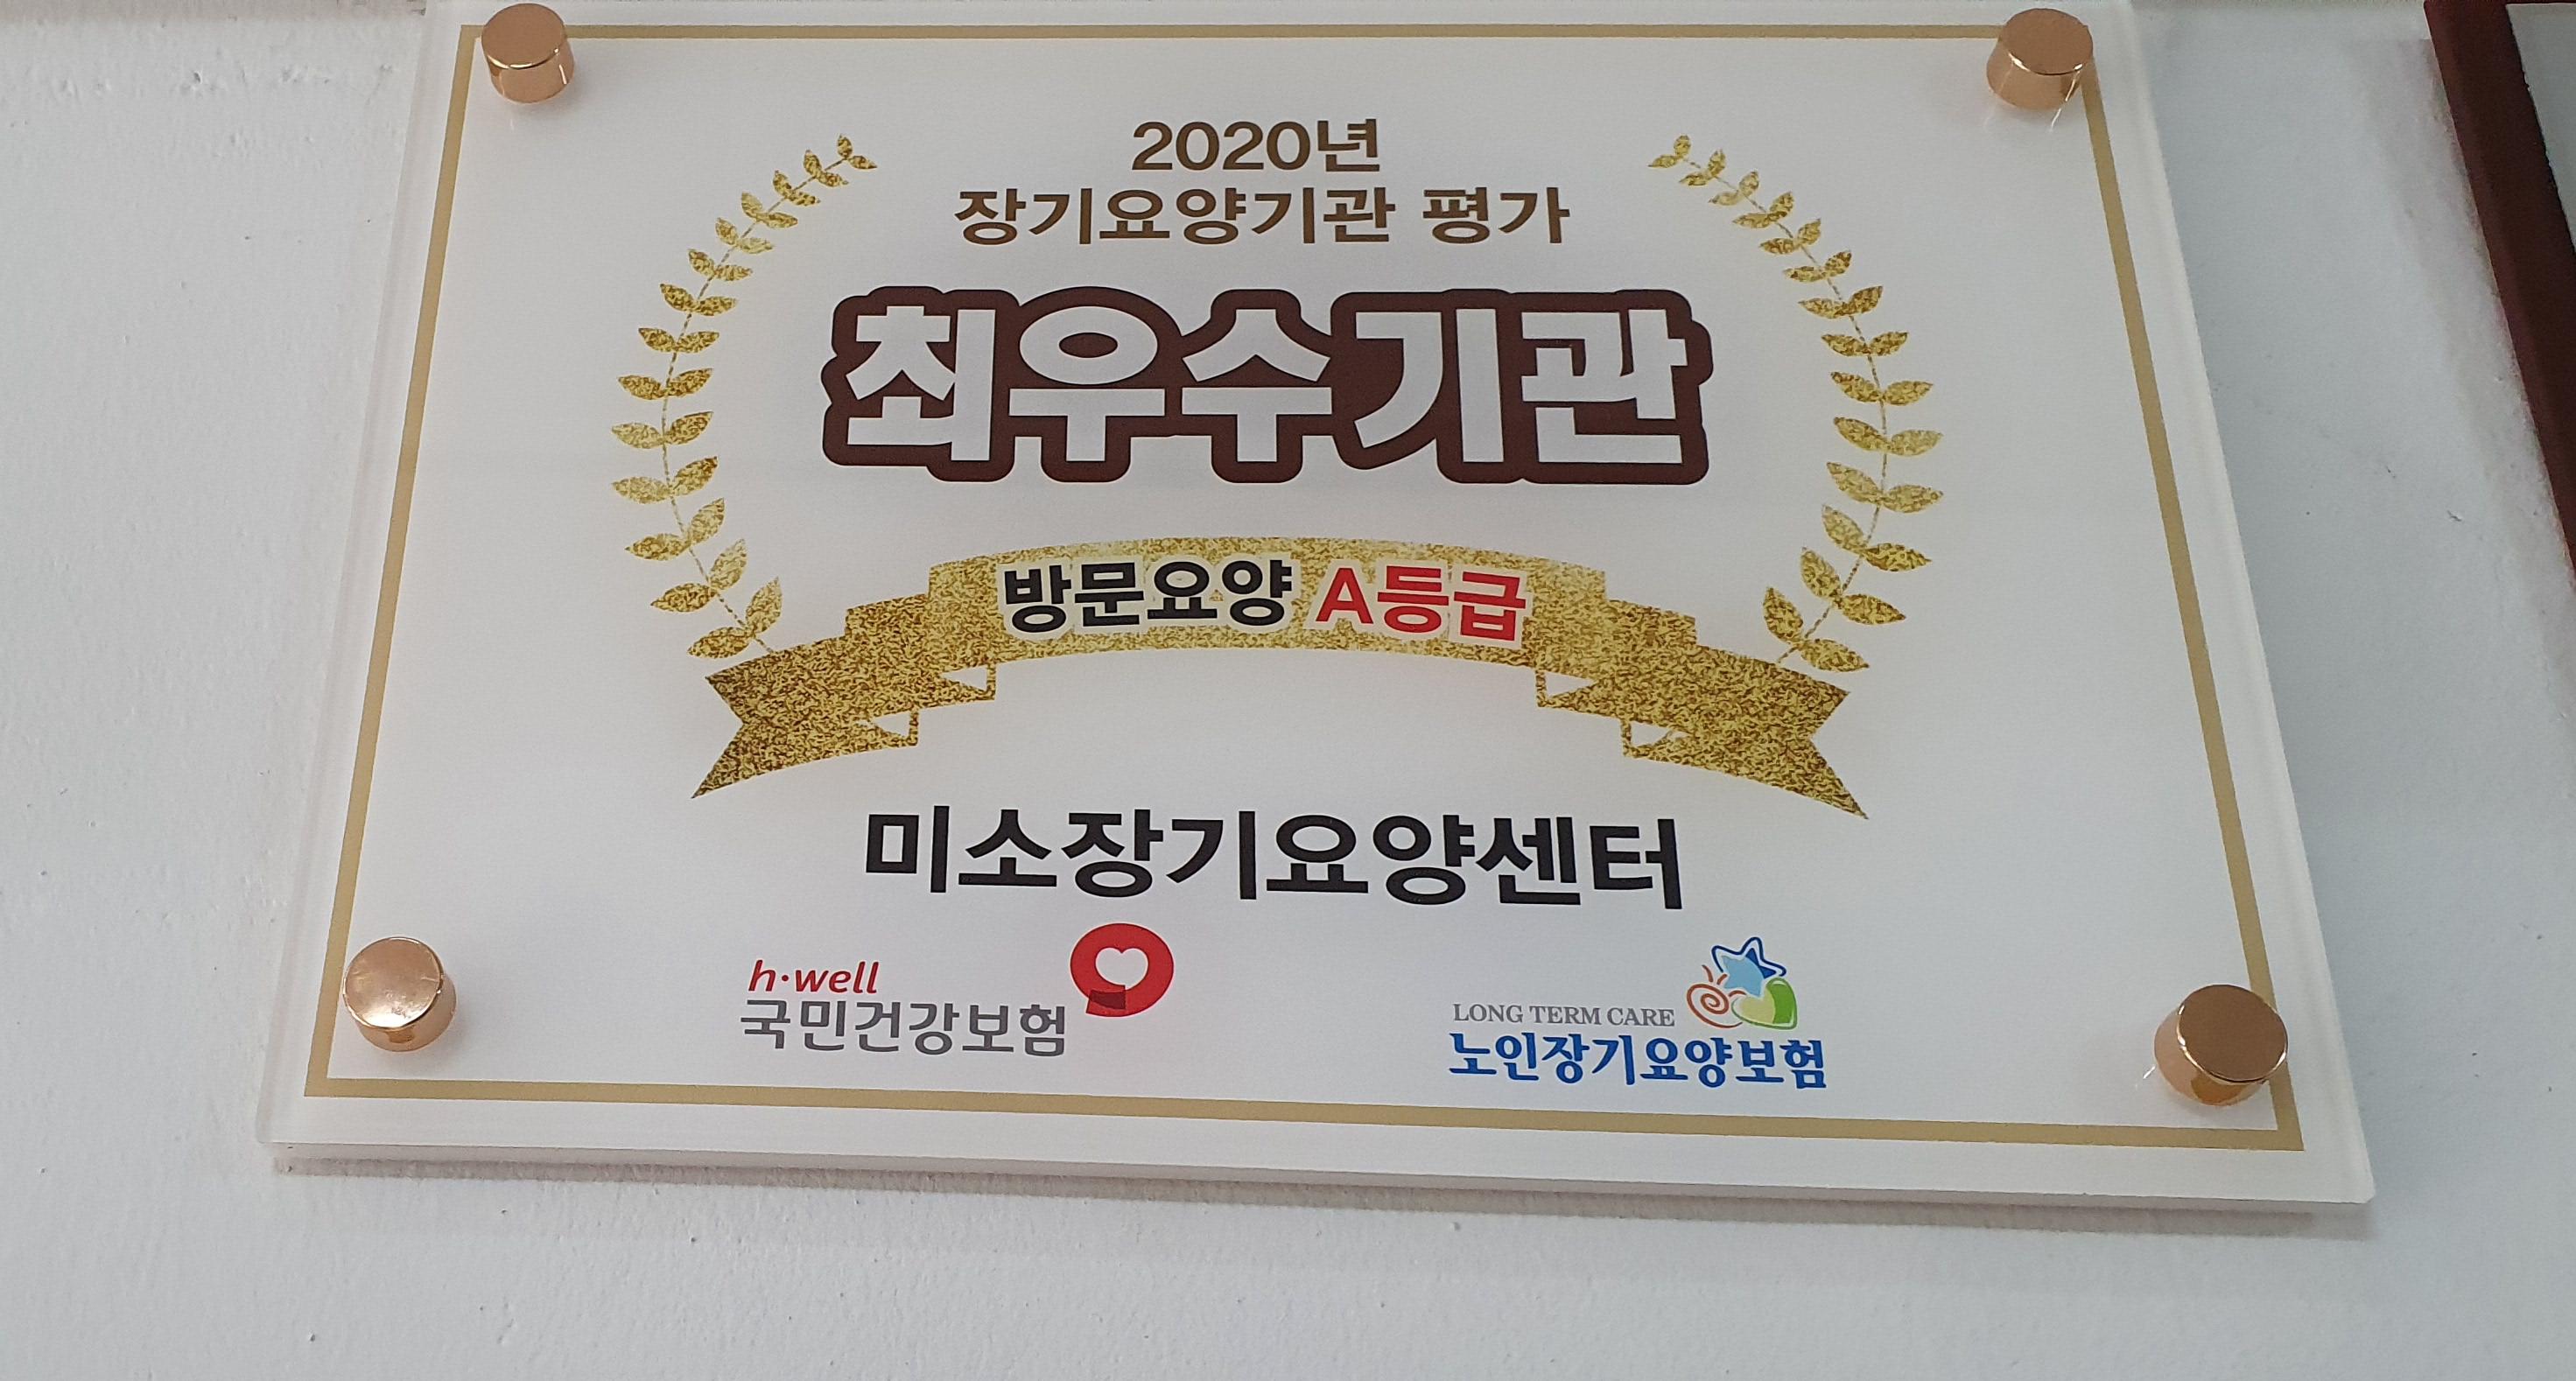 2020년
장기요양기관 평가
최우수기관
방문요양 A등급
미소장기요양센터
h·well
국민건강보험
LONG TERM CARE
노인장기요양보험